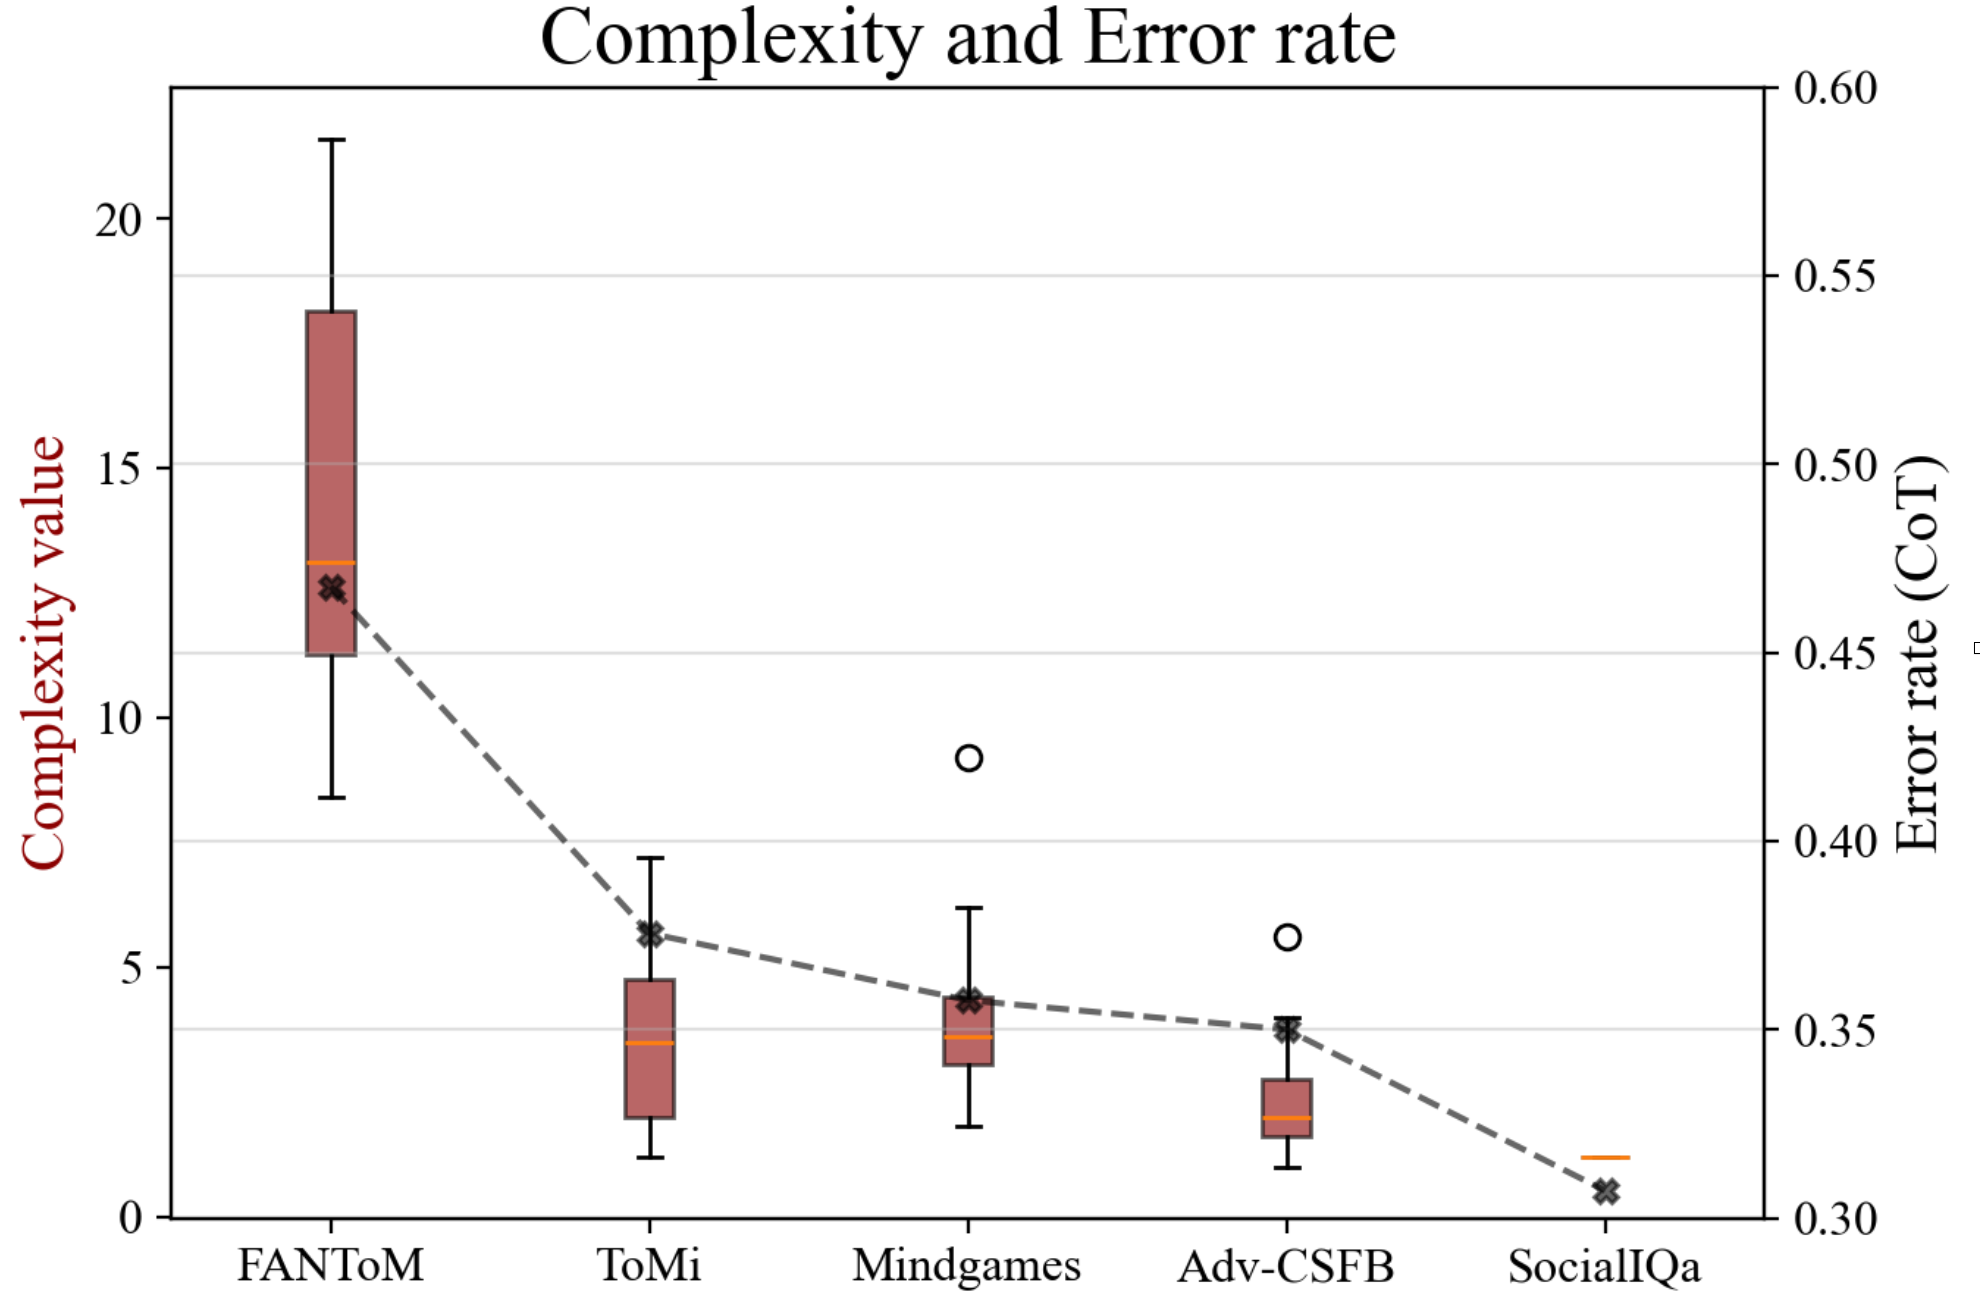 Complexity and Error rate
Complexity value
20
15
10
5
0
0.60
0.55
0.50
0.45
0.40
0.35
0.30
Error rate (CoT)
FANToM
ToMi
Mindgames
Adv-CSFB
SocialIQa